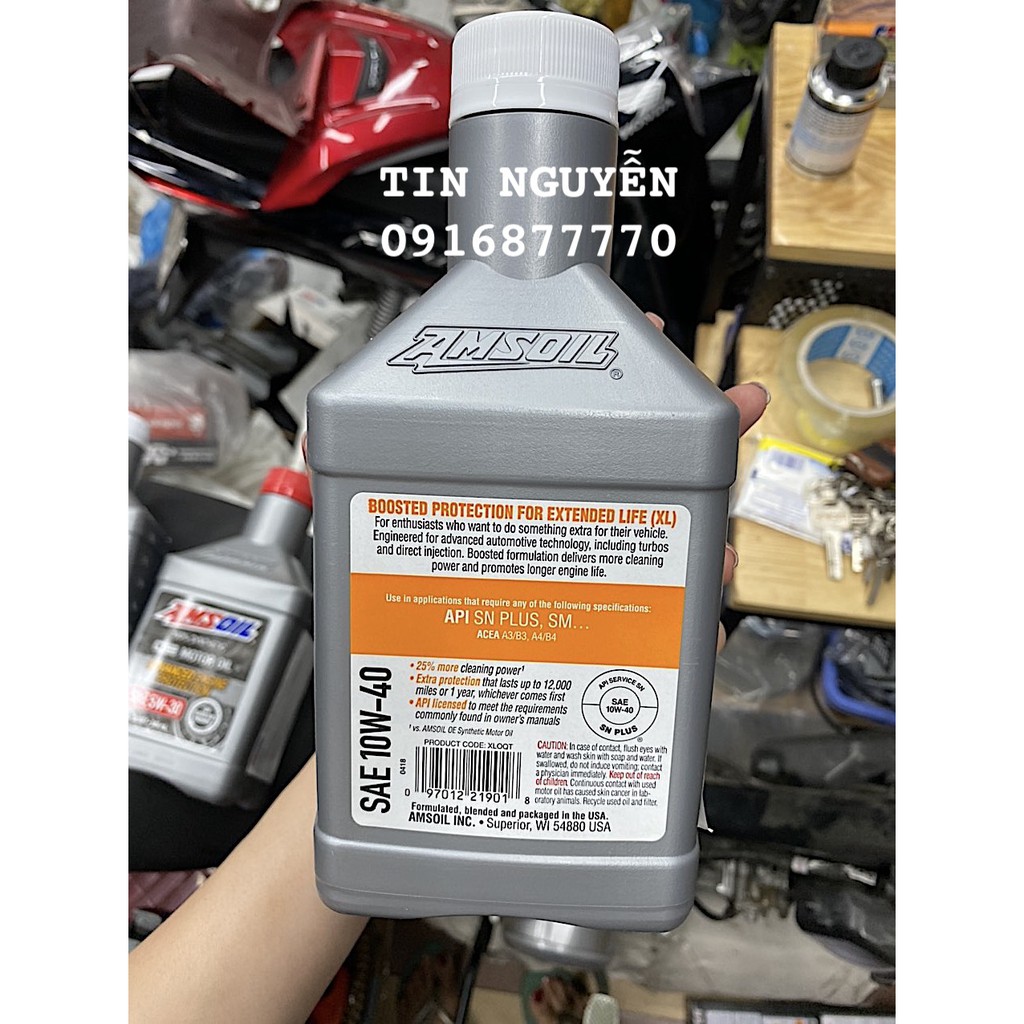 TIN NGUYỄN
0916877770
AMSOIL
®
BOOSTED PROTECTION FOR EXTENDED LIFE (XL)
For enthusiasts who want to do something extra for their vehicle.
Engineered for advanced automotive technology, including turbos
and direct injection. Boosted formulation delivers more cleaning
power and promotes longer engine life.
Use in applications that require any of the following specifications:
API SN PLUS, SM...
ACEA A3/B3, A4/B4
SAE 10W-40
• 25% more cleaning power¹
• Extra protection that lasts up to 12,000
miles or 1 year, whichever comes first
• API licensed to meet the requirements
commonly found in owner's manuals
¹ vs. AMSOIL OE Synthetic Motor Oil
API SERVICE SN
SAE
10W-40
SN PLUS
®
PRODUCT CODE: XLOQT
0418
0 97012 21901 8
CAUTION: In case of contact, flush eyes with
water and wash skin with soap and water. If
swallowed, do not induce vomiting; contact
a physician immediately. Keep out of reach
of children. Continuous contact with used
motor oil has caused skin cancer in lab-
oratory animals. Recycle used oil and filter.
Formulated, blended and packaged in the USA.
AMSOIL INC. • Superior, WI 54880 USA
AMSOIL
MOTOR OIL
5W-30